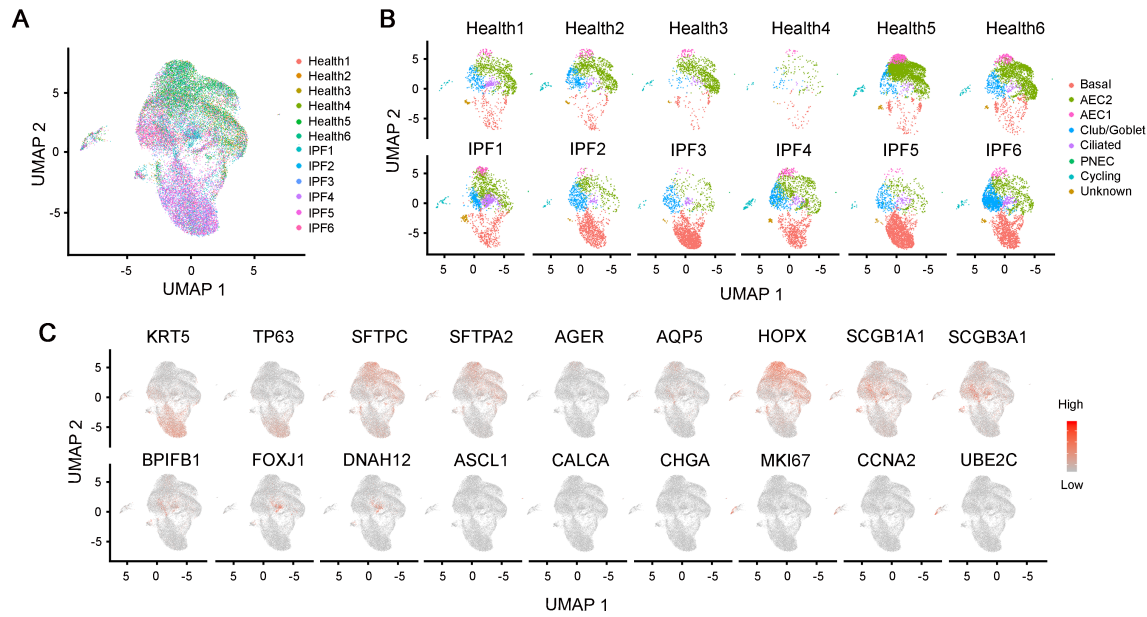 A
UMAP 2
5
0
-5
-5
0
5
UMAP 1
Health1
Health2
Health3
Health4
Health5
Health6
IPF1
IPF2
IPF3
IPF4
IPF5
IPF6
B
Health1 Health2 Health3 Health4 Health5 Health6
5
0
-5
UMAP 2
IPF1 IPF2 IPF3 IPF4 IPF5 IPF6
5
0
-5
5 0 -5 5 0 -5 5 0 -5 5 0 -5 5 0 -5 5 0 -5
UMAP 1
Basal
AEC2
AEC1
Club/Goblet
Ciliated
PNEC
Cycling
Unknown
C
KRT5 TP63 SFTPC SFTPA2 AGER AQP5 HOPX SCGB1A1 SCGB3A1
5
0
-5
UMAP 2
BPIFB1 FOXJ1 DNAH12 ASCL1 CALCA CHGA MKI67 CCNA2 UBE2C
5
0
-5
5 0 -5 5 0 -5 5 0 -5 5 0 -5 5 0 -5 5 0 -5 5 0 -5 5 0 -5 5 0 -5
UMAP 1
High
Low